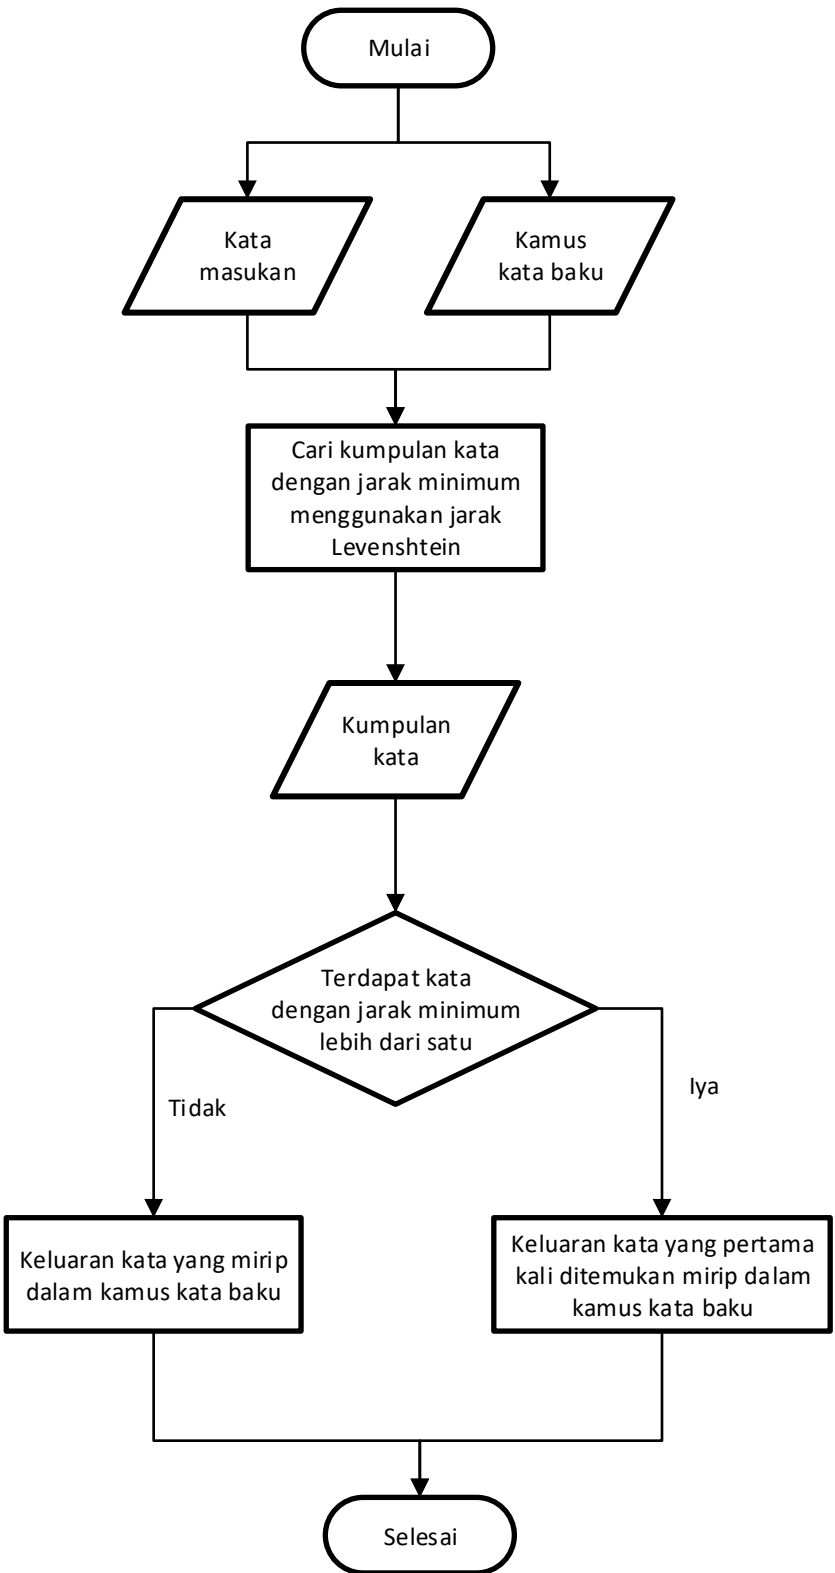 Mulai
Kata
masukan
Kamus
kata baku
Cari kumpulan kata
dengan jarak minimum
menggunakan jarak
Levenshtein
Kumpulan
kata
Terdapat kata
dengan jarak minimum
lebih dari satu
Tidak
Iya
Keluaran kata yang mirip
dalam kamus kata baku
Keluaran kata yang pertama
kali ditemukan mirip dalam
kamus kata baku
Selesai